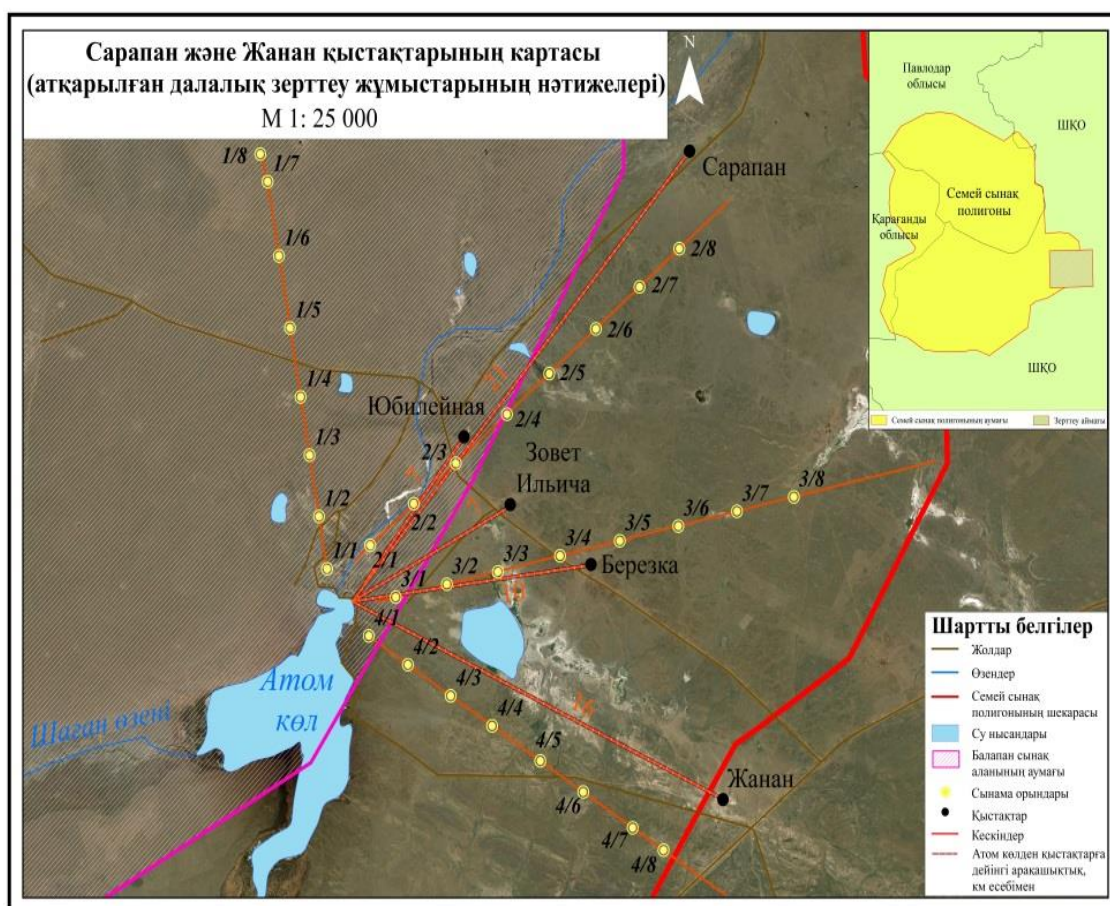 Сарапан және Жанан қыстақтарының картасы
(атқарылған далалық зерттеу жұмыстарының нәтижелері)
М 1: 25 000
N
Павлодар
облысы
ШҚО
Семей сынақ
полигоны
Қарағанды
облысы
ШҚО
Семей сынақ полигонының аумағы
Зерттеу аймағы
Сарапан
1/8
1/7
1/6
1/5
1/4
1/3
1/2
1/1
2/8
2/7
2/6
2/5
2/4
2/3
2/2
2/1
Юбилейная
Зовет
Ильича
3/8
3/7
3/6
3/5
3/4
3/3
3/2
3/1
Березка
4/1
4/2
4/3
4/4
4/5
4/6
4/7
4/8
Жанан
Атом
көл
Шаған өзені
Шартты белгілер
Жолдар
Өзендер
Семей сынақ
полигонының шекарасы
Су нысандары
Балапан сынақ
аланының аумағы
Сынама орындары
Қыстақтар
Кескіндер
Атом көлден қыстақтарға
дейінгі арақашықтық,
км есебімен